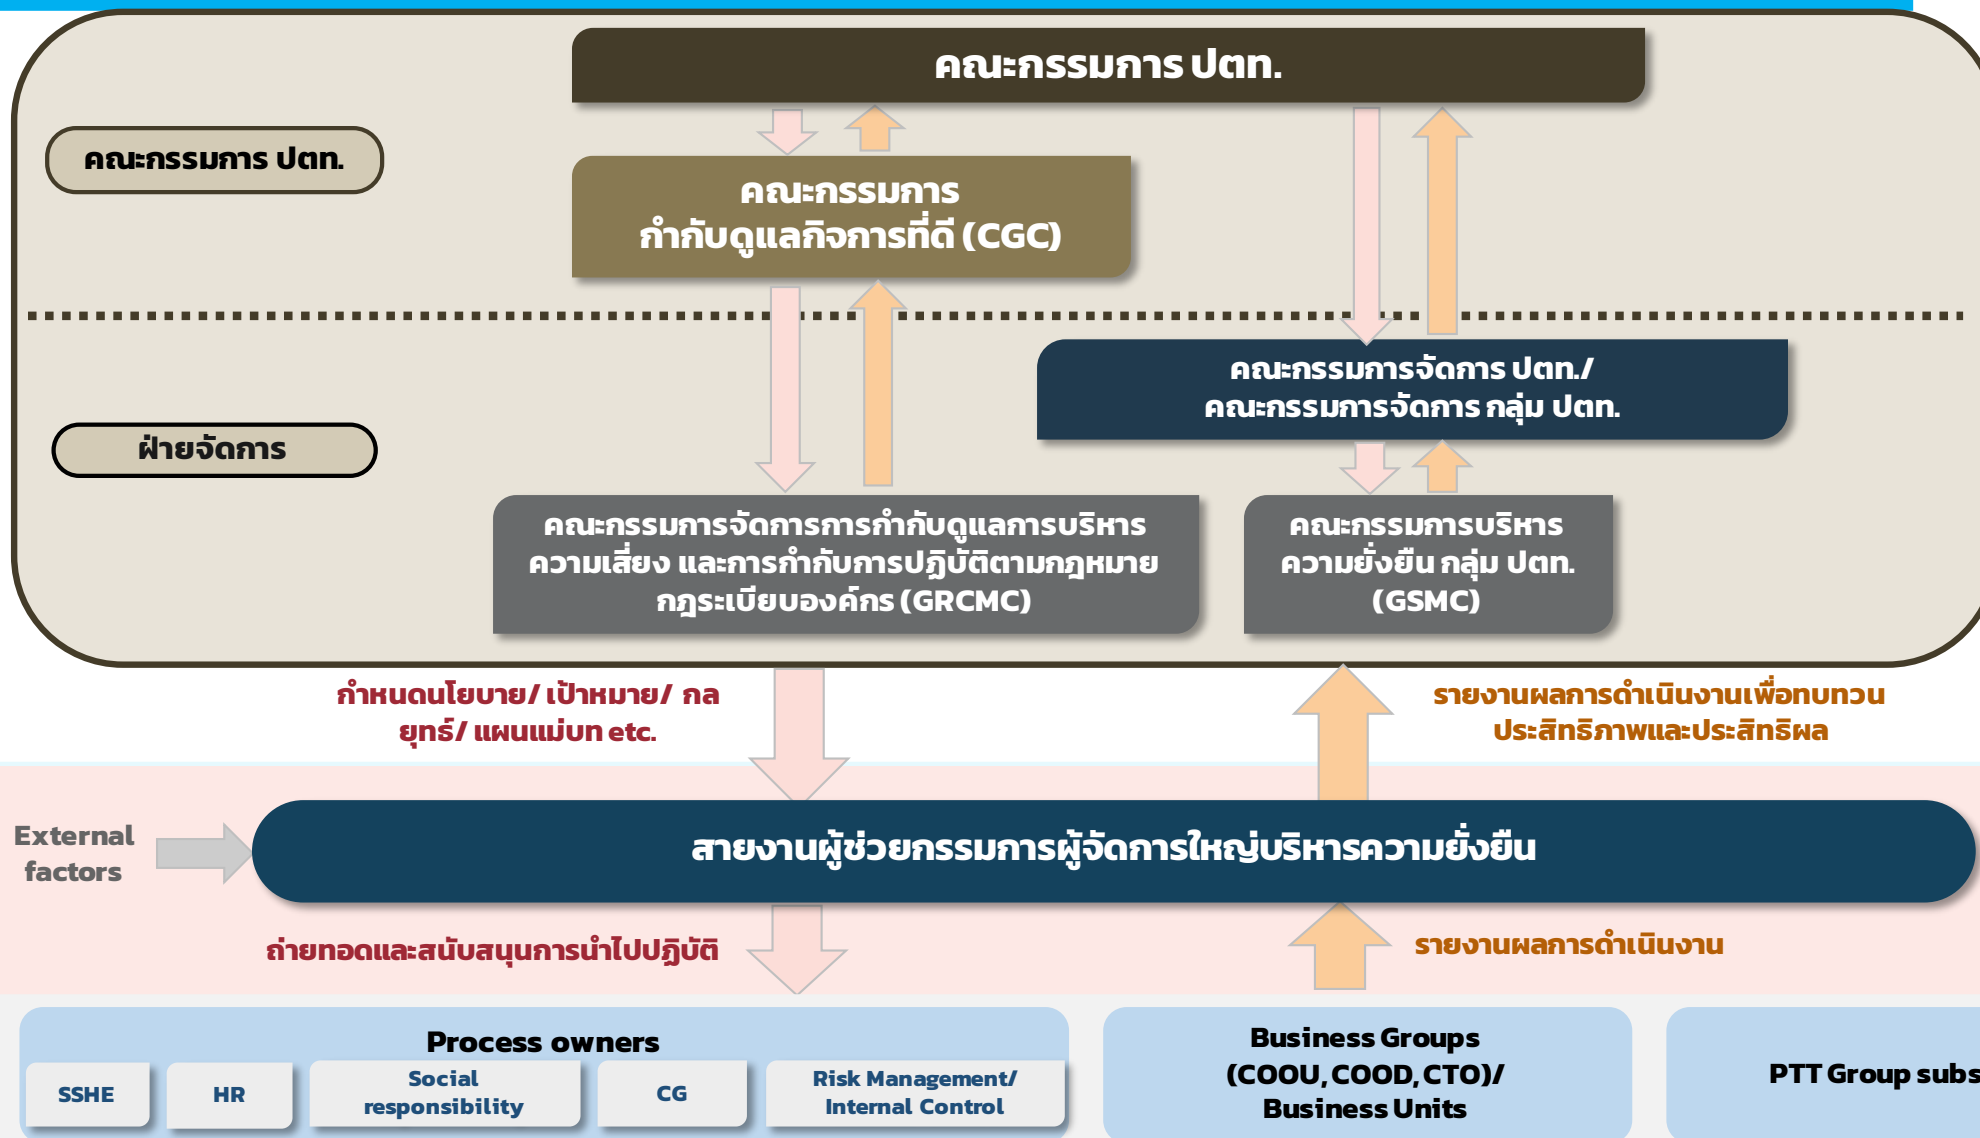 คณะกรรมการ ปตท.
คณะกรรมการ ปตท.
คณะกรรมการ
กำกับดูแลกิจการที่ดี (CGC)
คณะกรรมการจัดการ ปตท./
คณะกรรมการจัดการ กลุ่ม ปตท.
ฝ่ายจัดการ
คณะกรรมการจัดการการกำกับดูแลการบริหาร
ความเสี่ยง และการกำกับการปฏิบัติตามกฎหมาย
กฎระเบียบองค์กร (GRCMC)
คณะกรรมการบริหาร
ความยั่งยืน กลุ่ม ปตท.
(GSMC)
กำหนดนโยบาย/ เป้าหมาย/ กล
ยุทธ์/ แผนแม่บท etc.
รายงานผลการดำเนินงานเพื่อทบทวน
ประสิทธิภาพและประสิทธิผล
External
factors
สายงานผู้ช่วยกรรมการผู้จัดการใหญ่บริหารความยั่งยืน
ถ่ายทอดและสนับสนุนการนำไปปฏิบัติ
รายงานผลการดำเนินงาน
Process owners
SSHE
HR
Social
responsibility
CG
Risk Management/
Internal Control
Business Groups
(COOU, COOD, CTO)/
Business Units
PTT Group subs